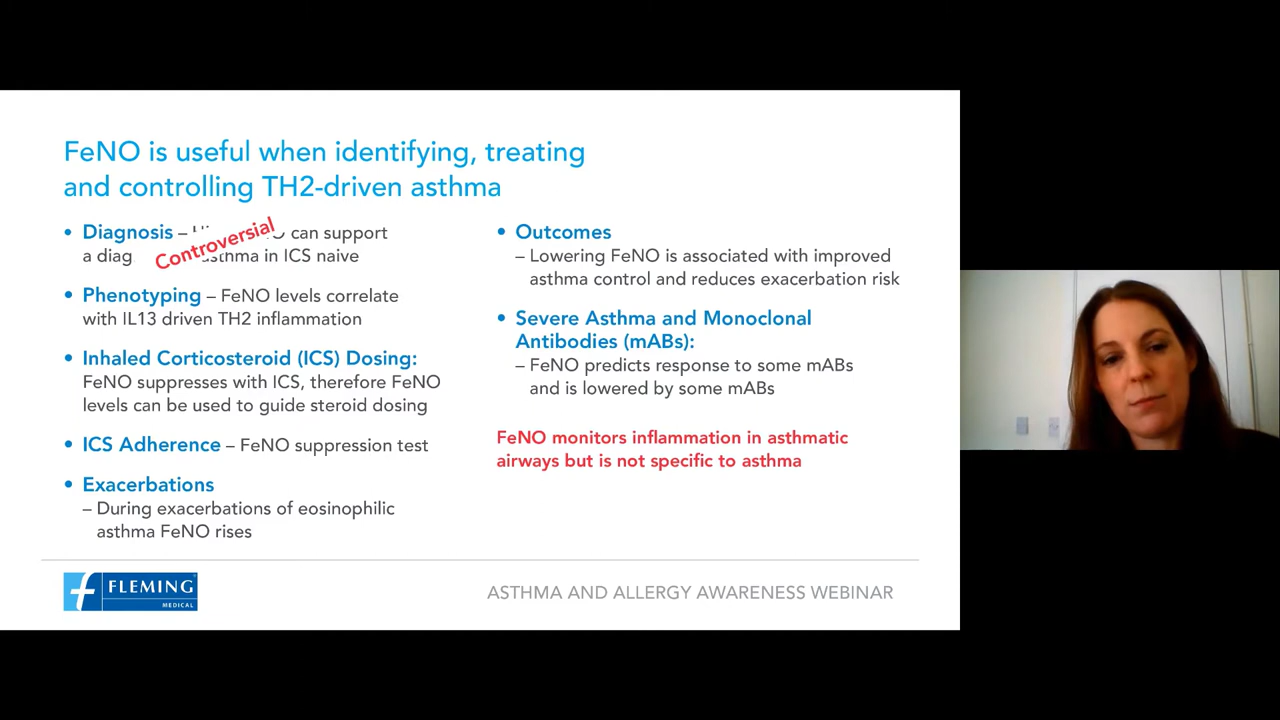 FeNO is useful when identifying, treating
and controlling TH2-driven asthma
• Diagnosis – can support
a diag asthma in ICS naive
Controversial
• Phenotyping – FeNO levels correlate
with IL13 driven TH2 inflammation
• Inhaled Corticosteroid (ICS) Dosing:
FeNO suppresses with ICS, therefore FeNO
levels can be used to guide steroid dosing
• ICS Adherence – FeNO suppression test
• Exacerbations
– During exacerbations of eosinophilic
asthma FeNO rises
• Outcomes
– Lowering FeNO is associated with improved
asthma control and reduces exacerbation risk
• Severe Asthma and Monoclonal
Antibodies (mABs):
– FeNO predicts response to some mABs
and is lowered by some mABs
FeNO monitors inflammation in asthmatic
airways but is not specific to asthma
FLEMING
MEDICAL
ASTHMA AND ALLERGY AWARENESS WEBINAR